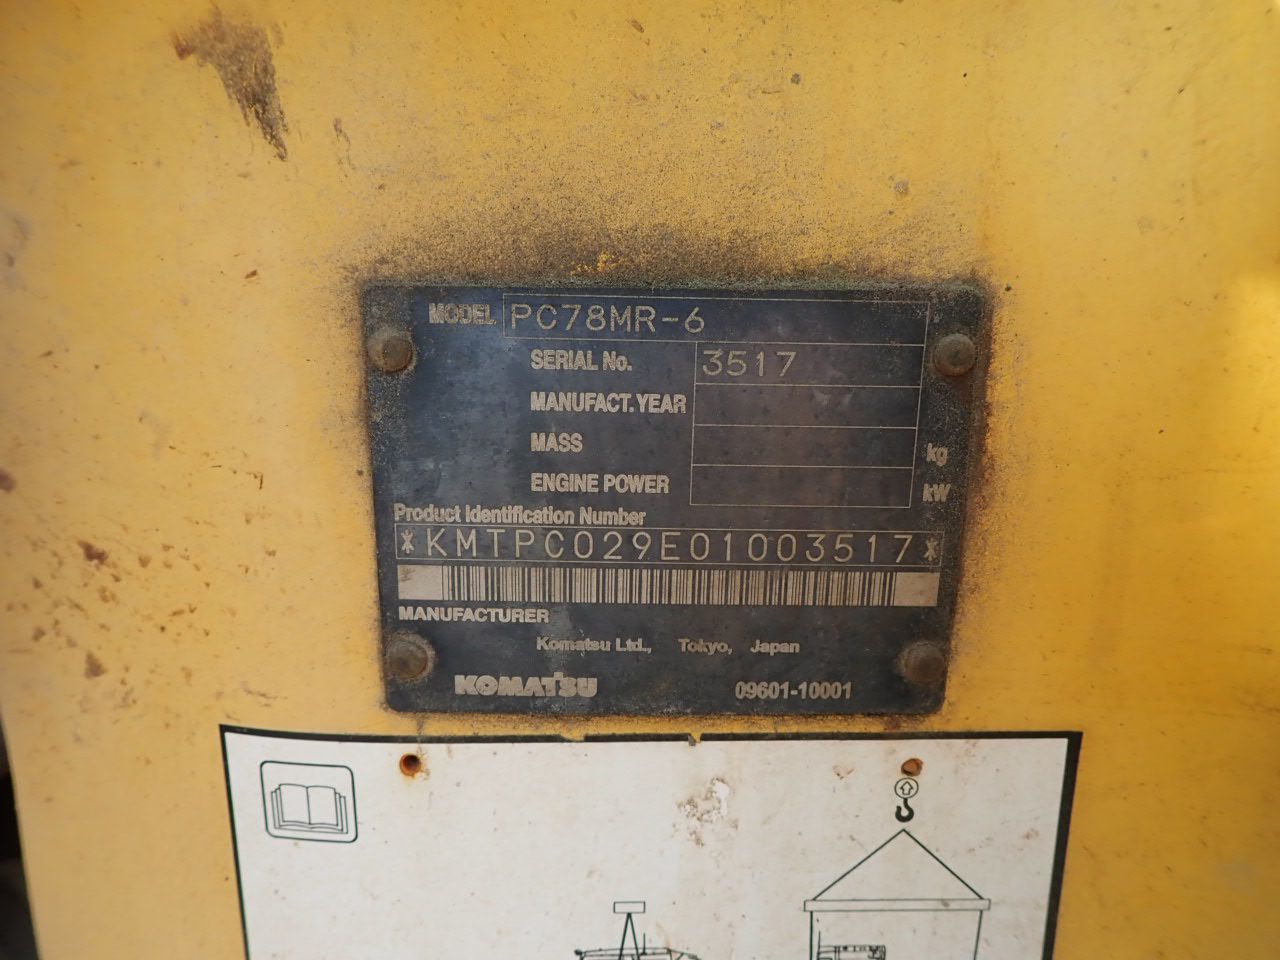 MODEL PC78MR-6
SERIAL No. 3517
MANUFACT. YEAR
MASS kg
ENGINE POWER kW
Product Identification Number
*KMTPC029E01003517*
MANUFACTURER
Komatsu Ltd., Tokyo, Japan
KOMATSU 09601-10001